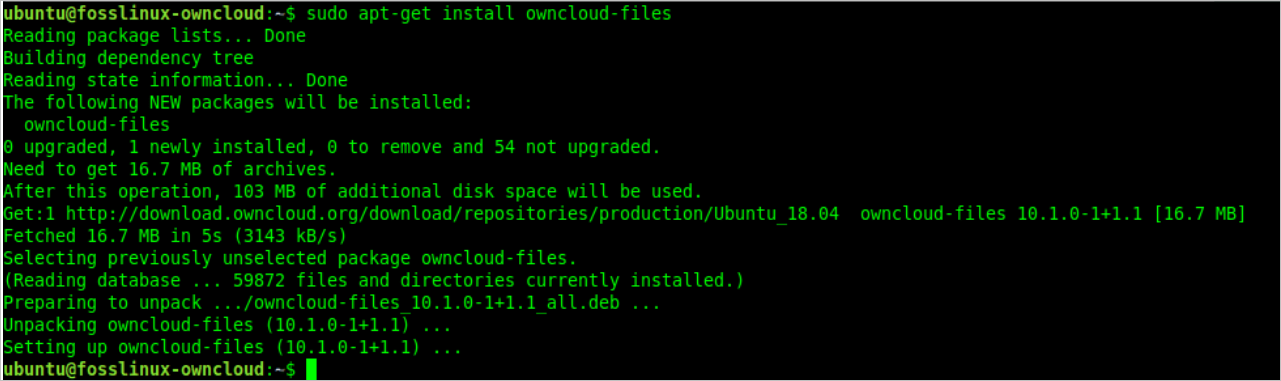 ubuntu@fosslinux-owncloud:~$ sudo apt-get install owncloud-files
Reading package lists... Done
Building dependency tree
Reading state information... Done
The following NEW packages will be installed:
  owncloud-files
0 upgraded, 1 newly installed, 0 to remove and 54 not upgraded.
Need to get 16.7 MB of archives.
After this operation, 103 MB of additional disk space will be used.
Get:1 http://download.owncloud.org/download/repositories/production/Ubuntu_18.04  owncloud-files 10.1.0-1+1.1 [16.7 MB]
Fetched 16.7 MB in 5s (3143 kB/s)
Selecting previously unselected package owncloud-files.
(Reading database ... 59872 files and directories currently installed.)
Preparing to unpack .../owncloud-files_10.1.0-1+1.1_all.deb ...
Unpacking owncloud-files (10.1.0-1+1.1) ...
Setting up owncloud-files (10.1.0-1+1.1) ...
ubuntu@fosslinux-owncloud:~$